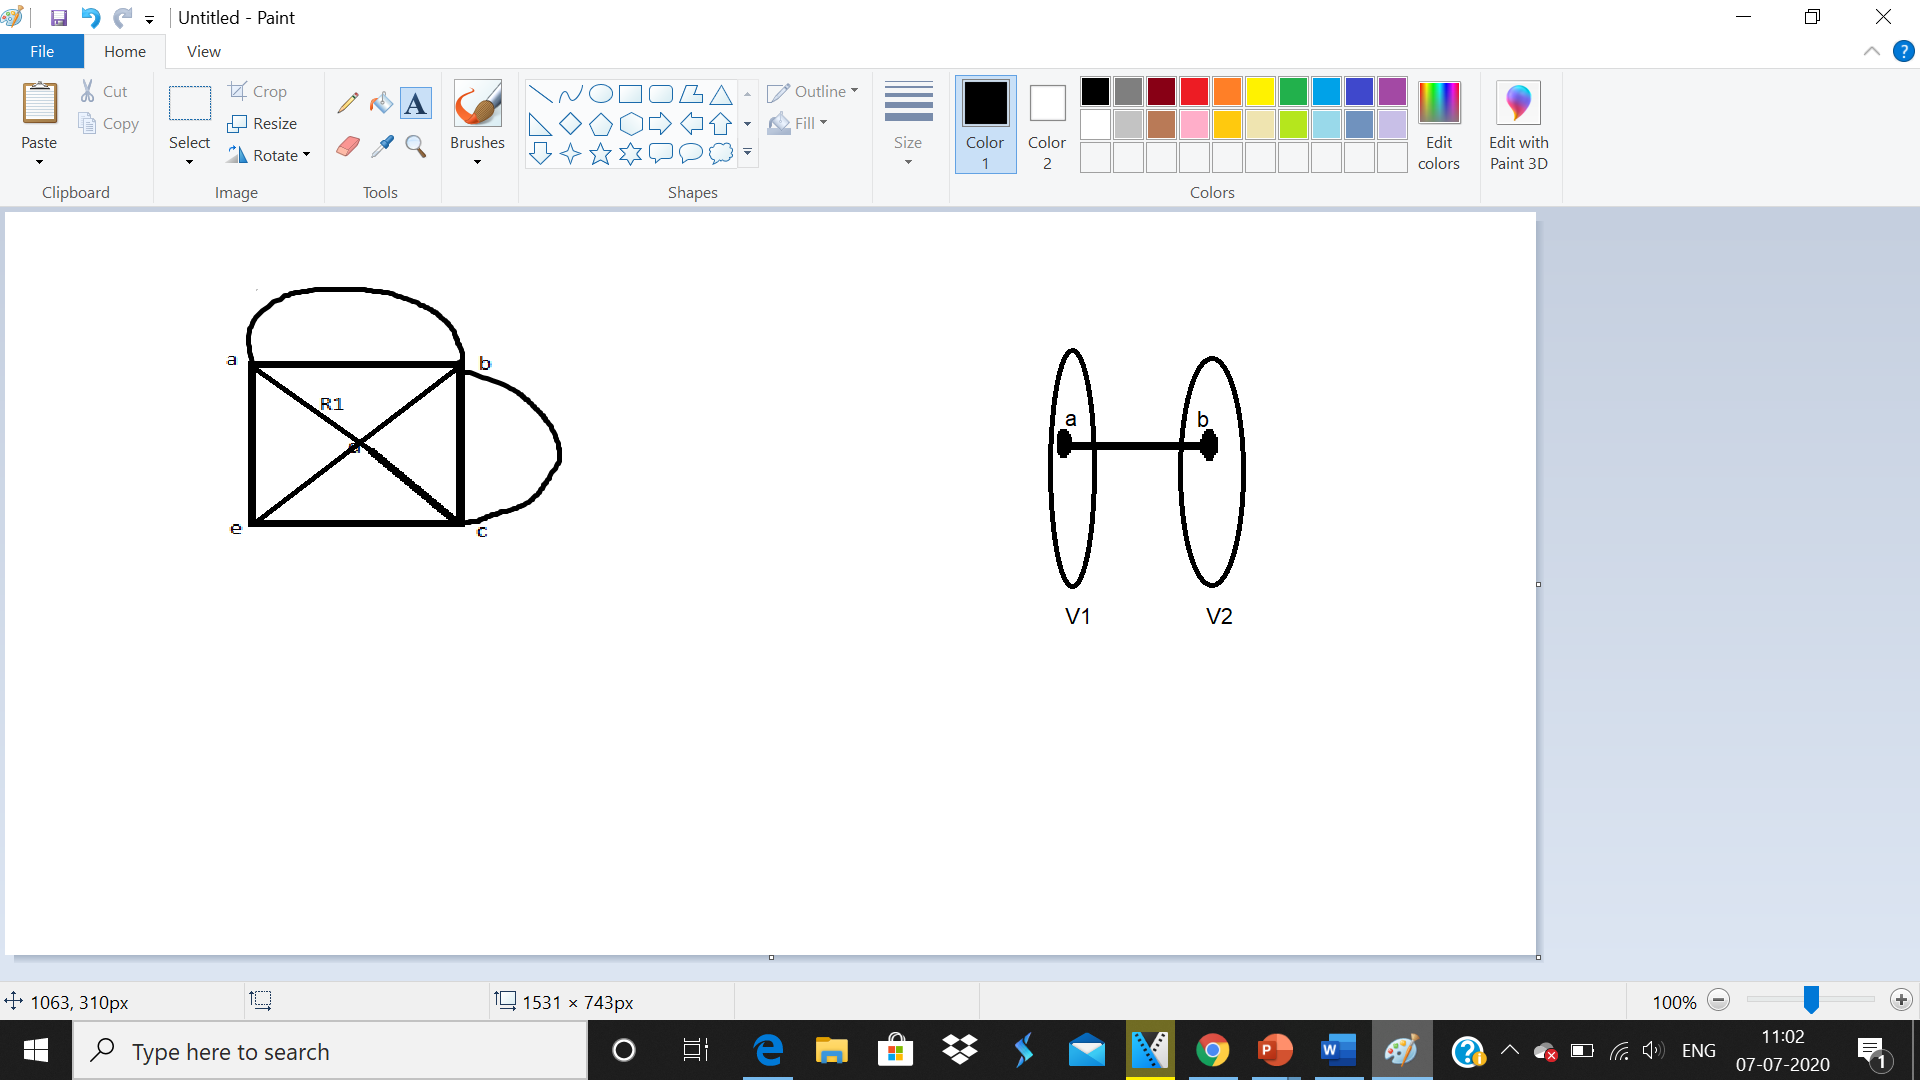 Untitled - Paint
File Home View
Paste Cut Copy Select Crop Resize Rotate Brushes Outline Fill Size Color 1 Color 2 Edit colors Edit with Paint 3D
Clipboard Image Tools Shapes Colors
a b
R1
e c
a b
V1 V2
1063, 310px 1531 × 743px 100%
Type here to search ENG 11:02
07-07-2020 1